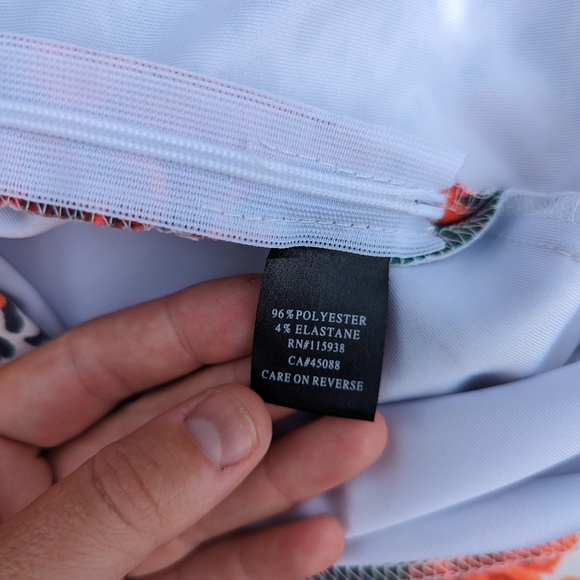 96%POLYESTER
4% ELASTANE
RN#115938
CA#45088
CARE ON REVERSE